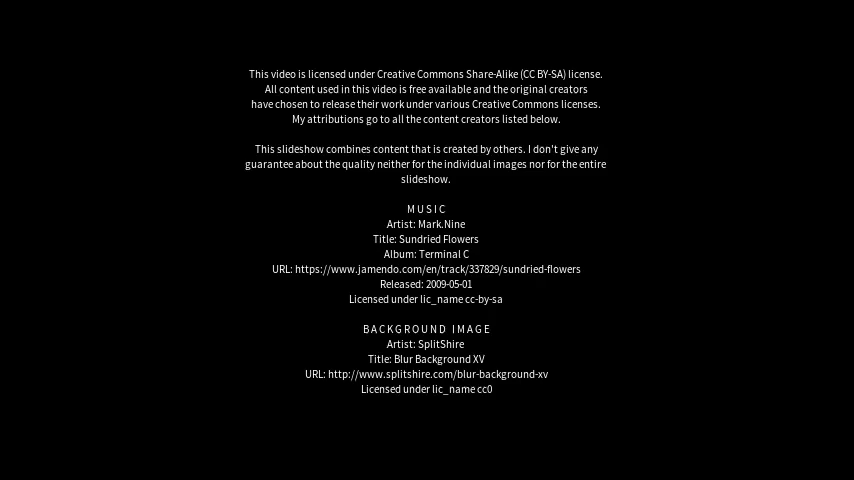 This video is licensed under Creative Commons Share-Alike (CC BY-SA) license.
All content used in this video is free available and the original creators
have chosen to release their work under various Creative Commons licenses.
My attributions go to all the content creators listed below.
This slideshow combines content that is created by others. I don't give any
guarantee about the quality neither for the individual images nor for the entire
slideshow.
MUSIC
Artist: Mark.Nine
Title: Sundried Flowers
Album: Terminal C
URL: https://www.jamendo.com/en/track/337829/sundried-flowers
Released: 2009-05-01
Licensed under lic_name cc-by-sa
BACKGROUND IMAGE
Artist: SplitShire
Title: Blur Background XV
URL: http://www.splitshire.com/blur-background-xv
Licensed under lic_name cc0